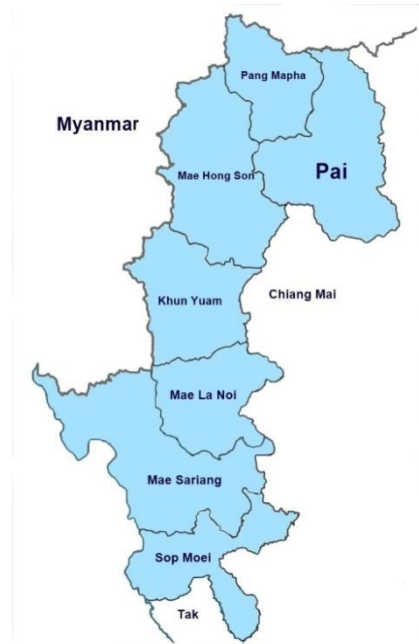 Pang Mapha
Myanmar
Pai
Mae Hong Son
Chiang Mai
Khun Yuam
Mae La Noi
Mae Sariang
Sop Moei
Tak